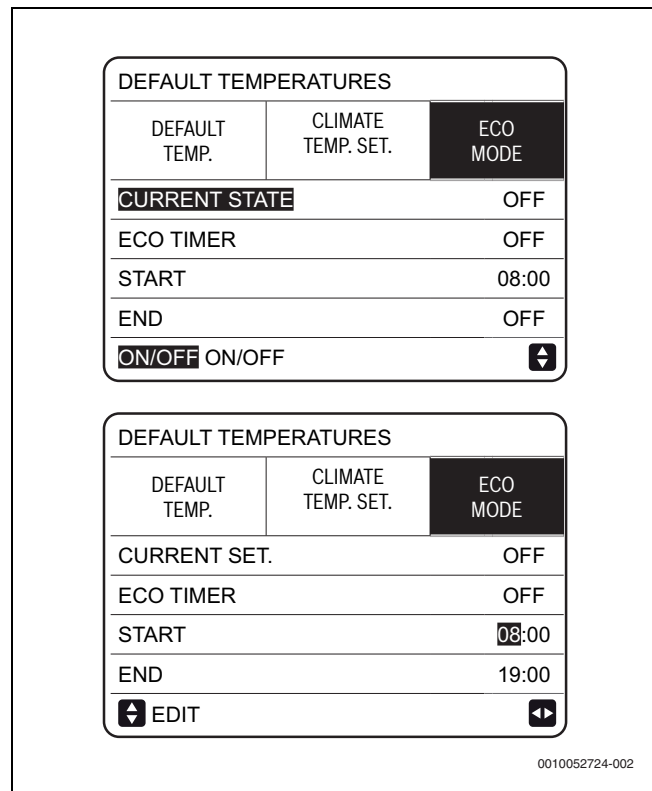 DEFAULT TEMPERATURES
DEFAULT TEMP.
CLIMATE TEMP. SET.
ECO MODE
CURRENT STATE OFF
ECO TIMER OFF
START 08:00
END OFF
ON/OFF ON/OFF
DEFAULT TEMPERATURES
DEFAULT TEMP.
CLIMATE TEMP. SET.
ECO MODE
CURRENT SET. OFF
ECO TIMER OFF
START 08:00
END 19:00
EDIT
0010052724-002